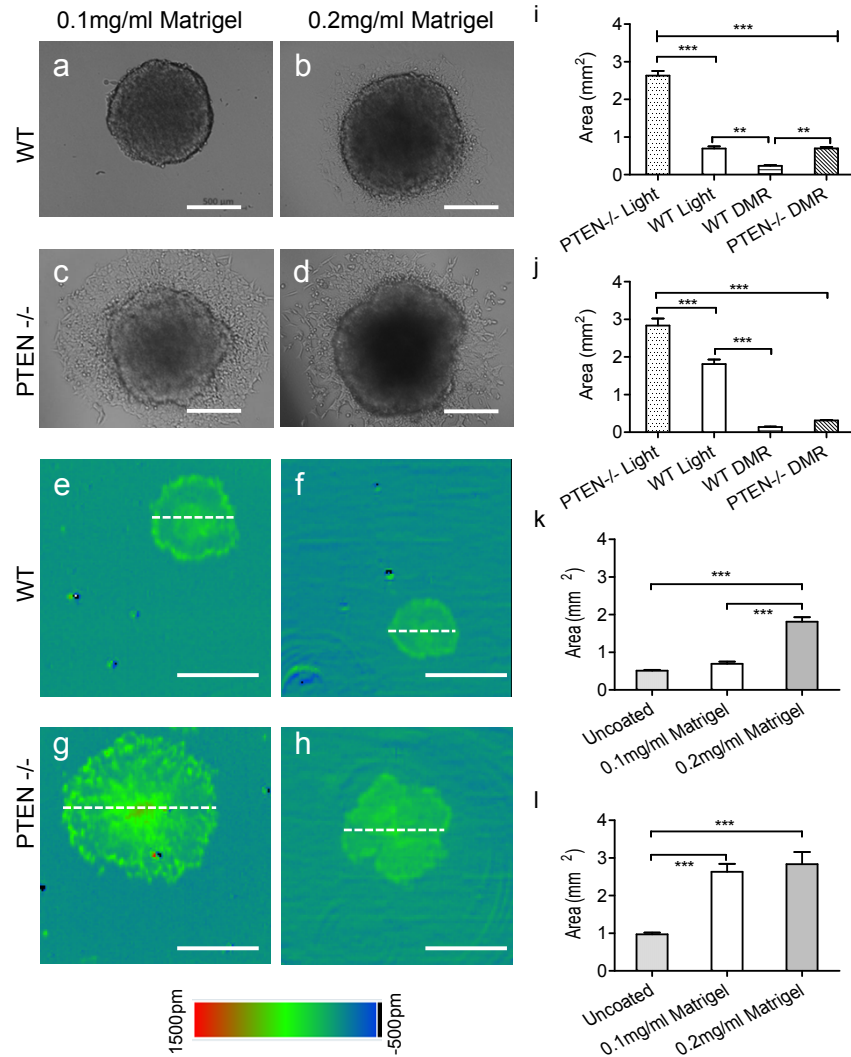 0.1mg/ml Matrigel
0.2mg/ml Matrigel
WT
a
500 µm
b
PTEN -/-
c
d
WT
e
f
PTEN -/-
g
h
1500pm
-500pm
i
Area (mm²)
4
3
2
1
0
***
***
**
**
PTEN-/- Light
WT Light
WT DMR
PTEN-/- DMR
j
Area (mm²)
4
3
2
1
0
***
***
***
PTEN-/- Light
WT Light
WT DMR
PTEN-/- DMR
k
Area (mm²)
4
3
2
1
0
***
***
Uncoated
0.1mg/ml Matrigel
0.2mg/ml Matrigel
l
Area (mm²)
4
3
2
1
0
***
***
Uncoated
0.1mg/ml Matrigel
0.2mg/ml Matrigel